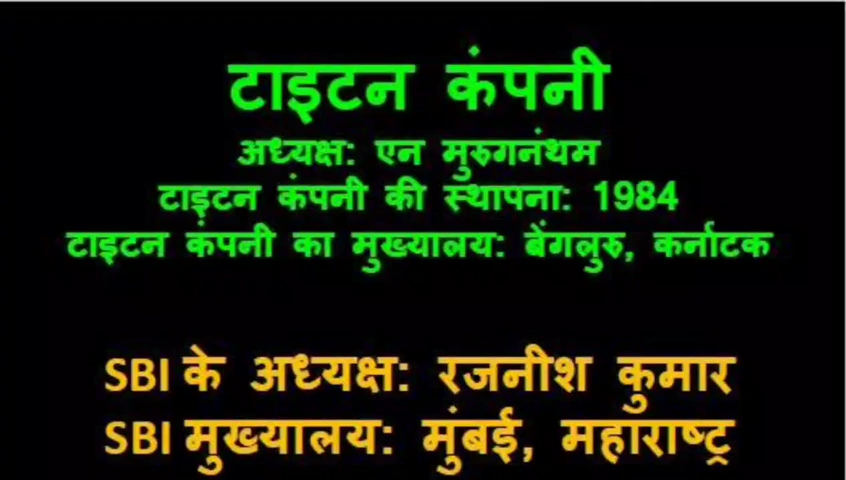 टाइटन कंपनी
अध्यक्ष: एन मुरुगनंथम
टाइटन कंपनी की स्थापना: 1984
टाइटन कंपनी का मुख्यालय: बेंगलुरु, कर्नाटक
SBI के अध्यक्ष: रजनीश कुमार
SBI मुख्यालय: मुंबई, महाराष्ट्र